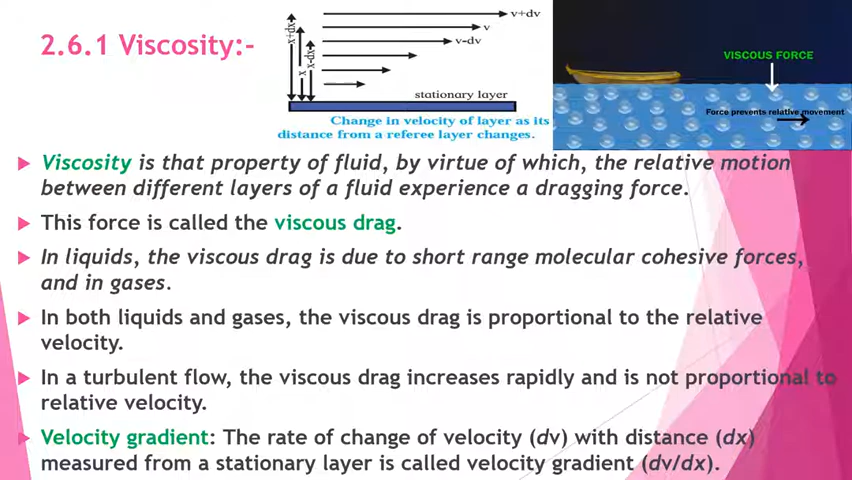 2.6.1 Viscosity:-
v+dv
v
v-dv
x+dx
x
x-dx
stationary layer
Change in velocity of layer as its
distance from a referee layer changes.
VISCOUS FORCE
Force prevents relative movement
Viscosity is that property of fluid, by virtue of which, the relative motion
between different layers of a fluid experience a dragging force.
This force is called the viscous drag.
In liquids, the viscous drag is due to short range molecular cohesive forces,
and in gases.
In both liquids and gases, the viscous drag is proportional to the relative
velocity.
In a turbulent flow, the viscous drag increases rapidly and is not proportional to
relative velocity.
Velocity gradient: The rate of change of velocity (dv) with distance (dx)
measured from a stationary layer is called velocity gradient (dv/dx).